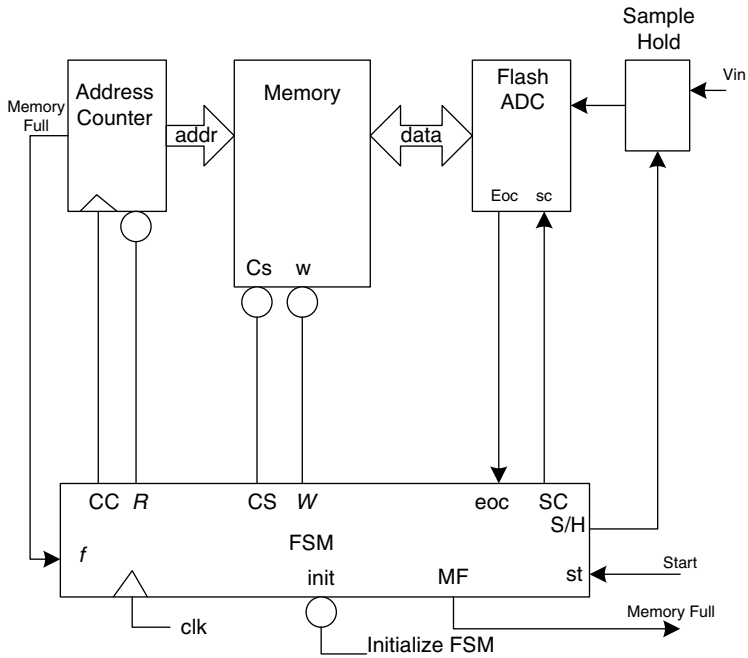 Sample
Hold
Vin
Address
Counter
Memory
Flash
ADC
Memory
Full
addr
data
Eoc sc
Cs w
CC R CS W eoc SC
S/H
f FSM
init MF st Start
clk
Memory Full
Initialize FSM